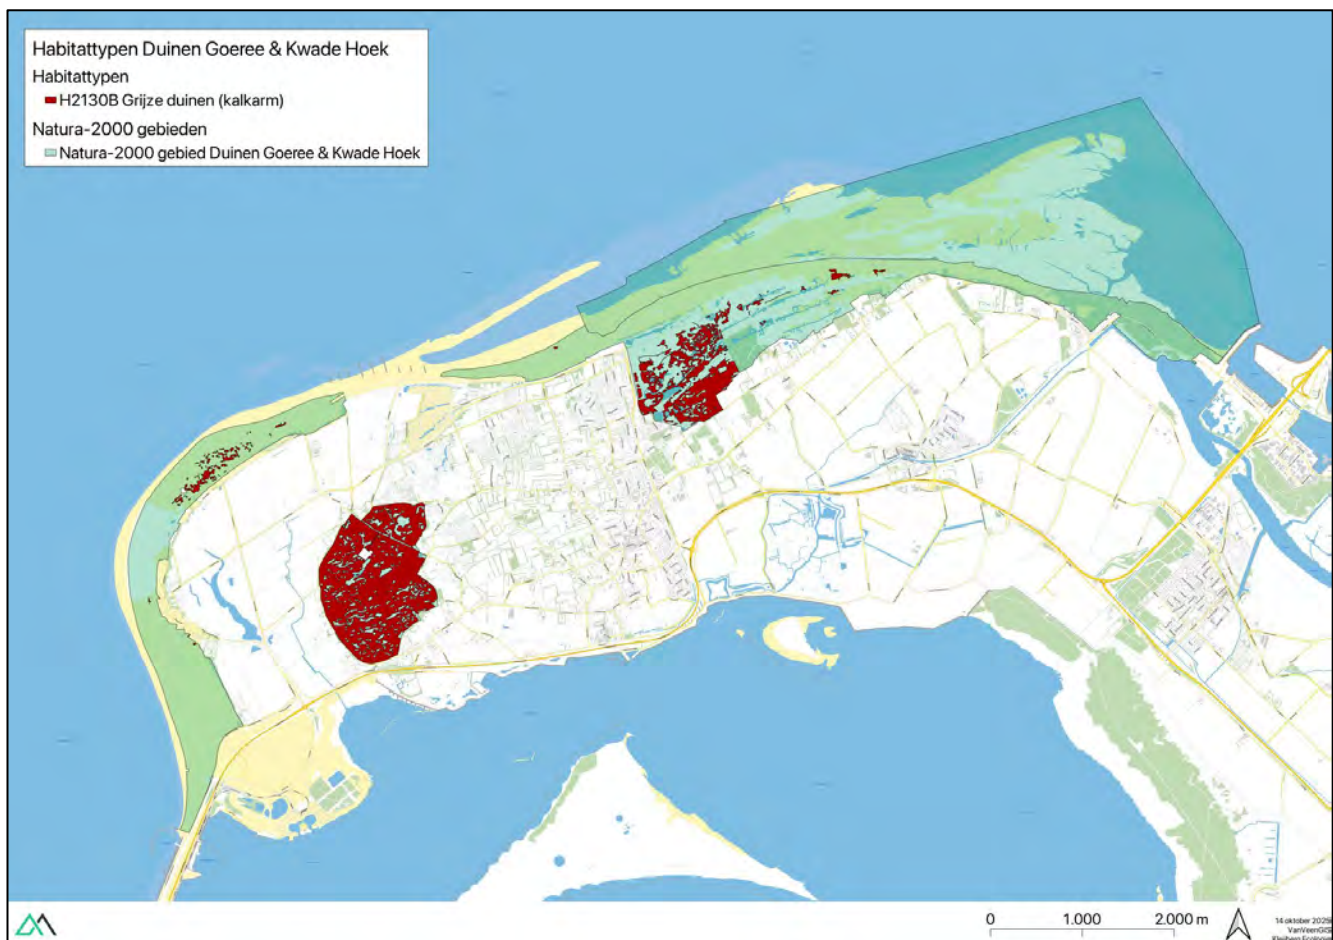 Habitattypen Duinen Goeree & Kwade Hoek
Habitattypen
H2130B Grijze duinen (kalkarm)
Natura-2000 gebieden
Natura-2000 gebied Duinen Goeree & Kwade Hoek
0 1.000 2.000 m
14 oktober 2025
VanVeenGIS